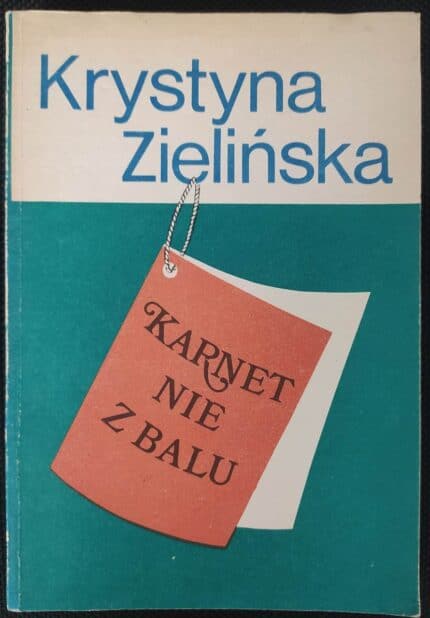 Krystyna
Zielińska
KARNET
NIE
Z BALU